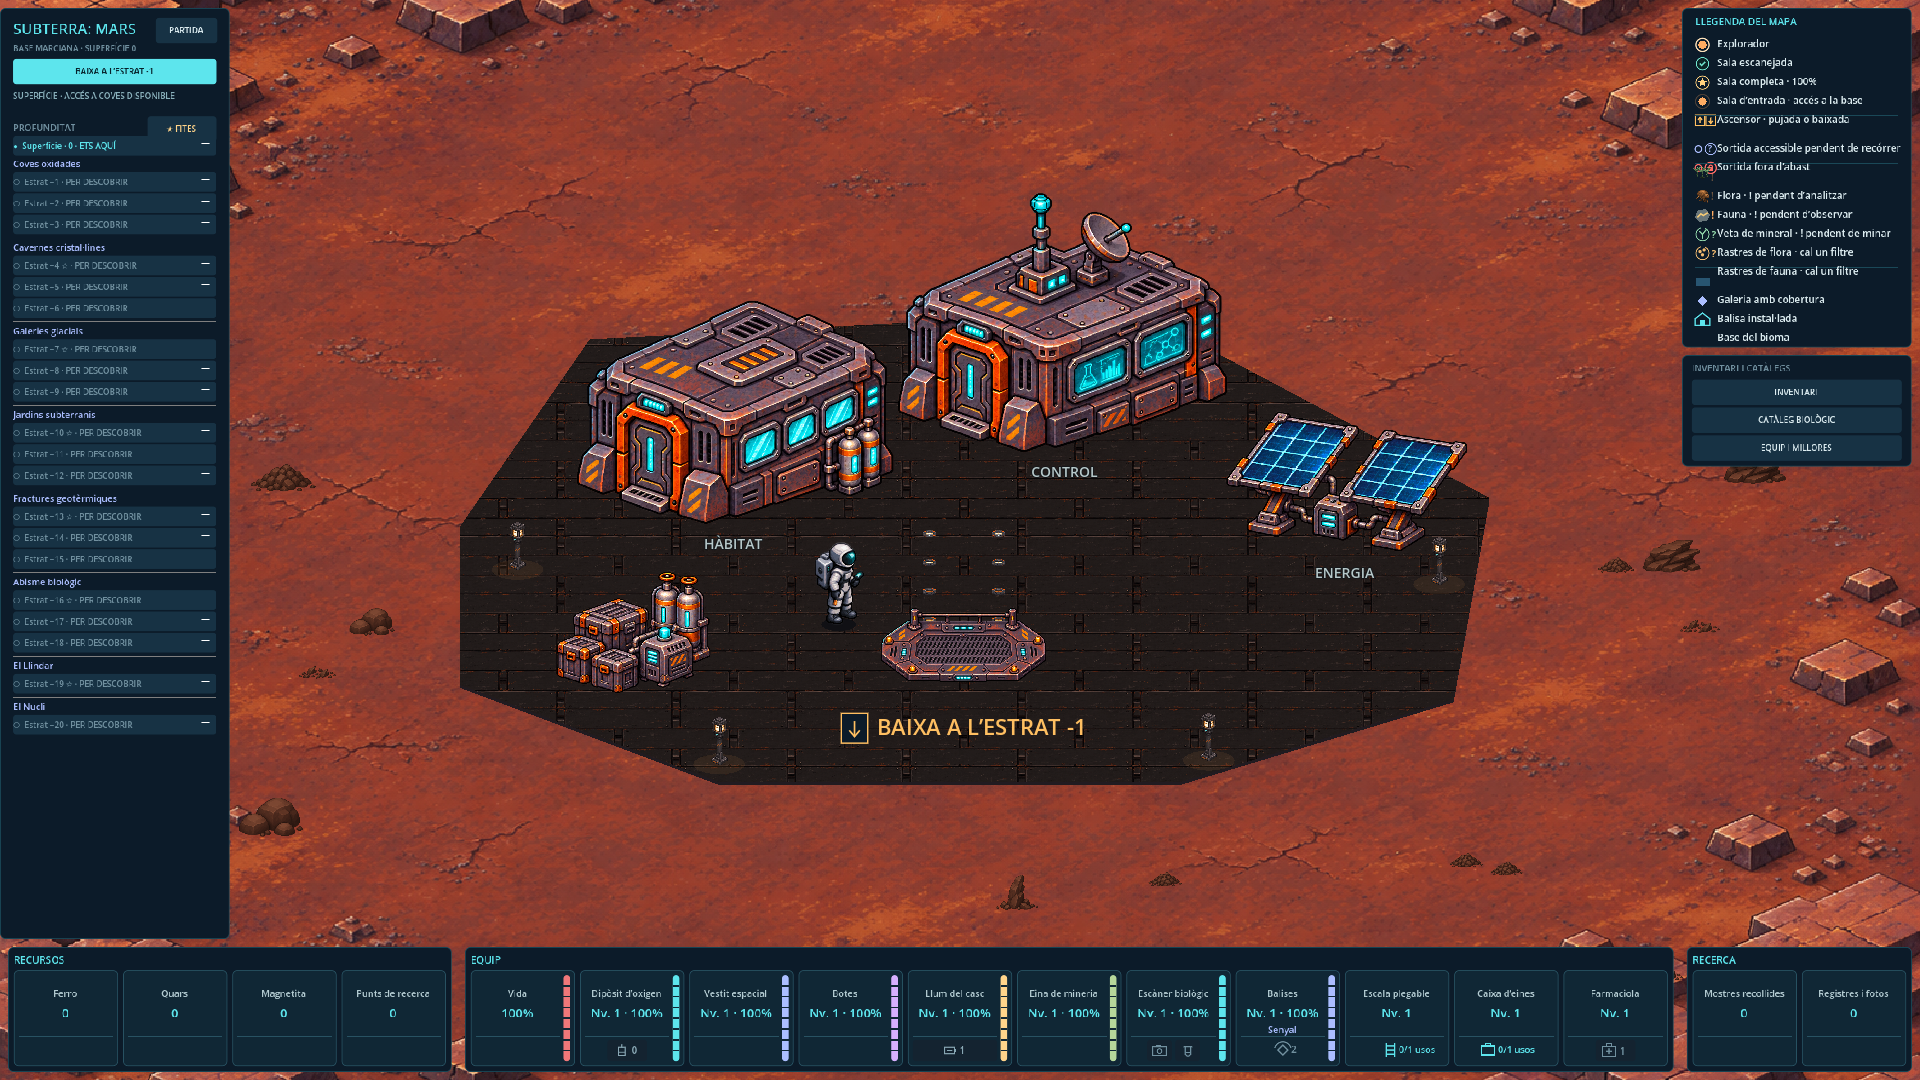 SUBTERRA: MARS
PARTIDA
BASE MARCIANA · SUPERFÍCIE 0
BAIXA A L'ESTRAT -1
SUPERFÍCIE · ACCÉS A COVES DISPONIBLE
PROFUNDITAT
★ FITES
Superfície · 0 · ETS AQUÍ
Coves oxidades
Estrat −1 · PER DESCOBRIR
Estrat −2 · PER DESCOBRIR
Estrat −3 · PER DESCOBRIR
Cavernes cristal·lines
Estrat −4 ☆ · PER DESCOBRIR
Estrat −5 · PER DESCOBRIR
Estrat −6 · PER DESCOBRIR
Galeries glacials
Estrat −7 ☆ · PER DESCOBRIR
Estrat −8 · PER DESCOBRIR
Estrat −9 · PER DESCOBRIR
Jardins subterranis
Estrat −10 ☆ · PER DESCOBRIR
Estrat −11 · PER DESCOBRIR
Estrat −12 · PER DESCOBRIR
Fractures geotèrmiques
Estrat −13 ☆ · PER DESCOBRIR
Estrat −14 · PER DESCOBRIR
Estrat −15 · PER DESCOBRIR
Abisme biològic
Estrat −16 ☆ · PER DESCOBRIR
Estrat −17 · PER DESCOBRIR
Estrat −18 · PER DESCOBRIR
El Llindar
Estrat −19 ☆ · PER DESCOBRIR
El Nucli
Estrat −20 · PER DESCOBRIR
CONTROL
HÀBITAT
ENERGIA
BAIXA A L'ESTRAT -1
LLEGENDA DEL MAPA
Explorador
Sala escanejada
Sala completa · 100%
Sala d'entrada · accés a la base
Ascensor · pujada o baixada
Sortida accessible pendent de recórrer
Sortida fora d'abast
Flora · ! pendent d'analitzar
Fauna · ! pendent d'observar
Veta de mineral · ! pendent de minar
Rastres de flora · cal un filtre
Rastres de fauna · cal un filtre
Galeria amb cobertura
Balisa instal·lada
Base del bioma
INVENTARI I CATÀLEGS
INVENTARI
CATÀLEG BIOLÒGIC
EQUIP I MILLORES
RECURSOS
Ferro
0
Quars
0
Magnetita
0
Punts de recerca
0
EQUIP
Vida
100%
Dipòsit d'oxigen
Nv. 1 · 100%
0
Vestit espacial
Nv. 1 · 100%
Botes
Nv. 1 · 100%
Llum del casc
Nv. 1 · 100%
1
Eina de mineria
Nv. 1 · 100%
Escàner biològic
Nv. 1 · 100%
Balises
Nv. 1 · 100%
Senyal
2
Escala plegable
Nv. 1
0/1 usos
Caixa d'eines
Nv. 1
0/1 usos
Farmaciola
Nv. 1
1
RECERCA
Mostres recollides
0
Registres i fotos
0